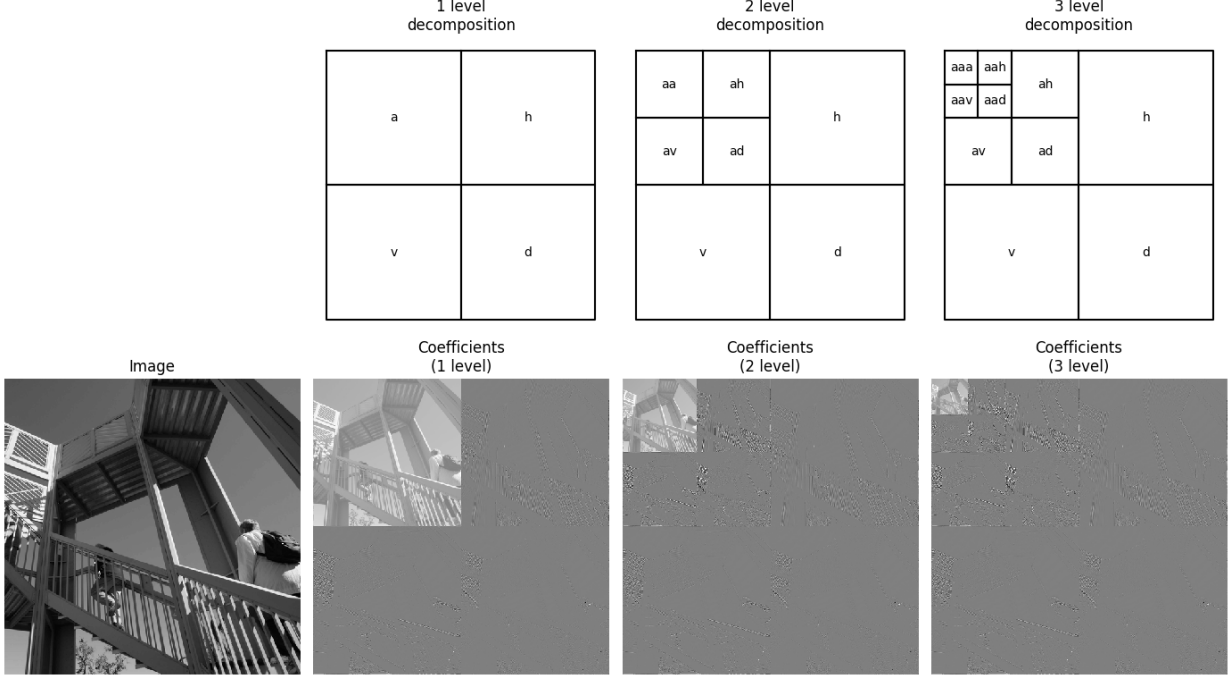 1 level
decomposition
2 level
decomposition
3 level
decomposition
a
h
v
d
aa
ah
av
ad
h
v
d
aaa
aah
aav
aad
ah
av
ad
h
v
d
Image
Coefficients
(1 level)
Coefficients
(2 level)
Coefficients
(3 level)